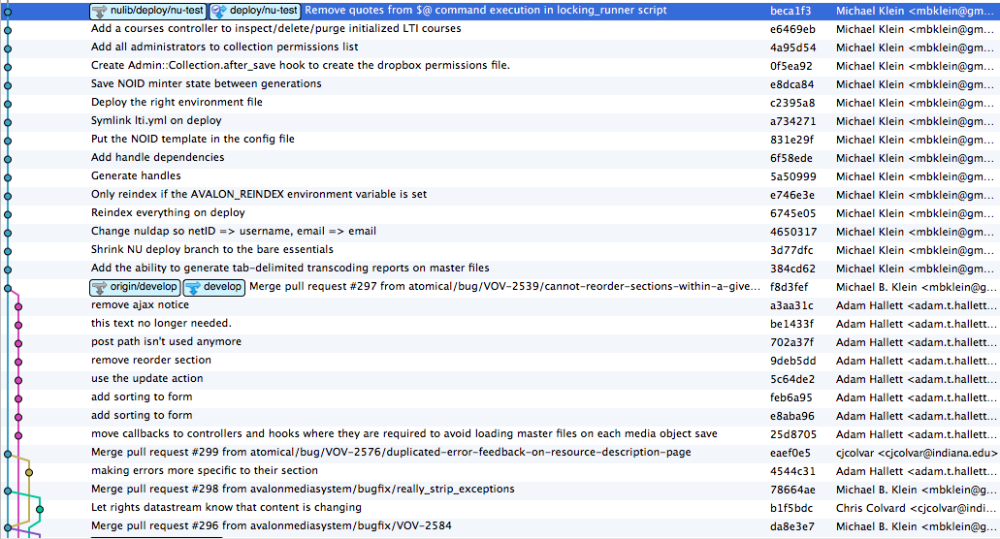 nulib/deploy/nu-test deploy/nu-test Remove quotes from $@ command execution in locking_runner script beca1f3 Michael Klein <mbklein@gm...
Add a courses controller to inspect/delete/purge initialized LTI courses e6469eb Michael Klein <mbklein@gm...
Add all administrators to collection permissions list 4a95d54 Michael Klein <mbklein@gm...
Create Admin::Collection.after_save hook to create the dropbox permissions file. 0f5ea92 Michael Klein <mbklein@gm...
Save NOID minter state between generations e8dca84 Michael Klein <mbklein@gm...
Deploy the right environment file c2395a8 Michael Klein <mbklein@gm...
Symlink lti.yml on deploy a734271 Michael Klein <mbklein@gm...
Put the NOID template in the config file 831e29f Michael Klein <mbklein@gm...
Add handle dependencies 6f58ede Michael Klein <mbklein@gm...
Generate handles 5a50999 Michael Klein <mbklein@gm...
Only reindex if the AVALON_REINDEX environment variable is set e746e3e Michael Klein <mbklein@gm...
Reindex everything on deploy 6745e05 Michael Klein <mbklein@gm...
Change nuldap so netID => username, email => email 4650317 Michael Klein <mbklein@gm...
Shrink NU deploy branch to the bare essentials 3d77dfc Michael Klein <mbklein@gm...
Add the ability to generate tab-delimited transcoding reports on master files 384cd62 Michael Klein <mbklein@gm...
origin/develop develop Merge pull request #297 from atomical/bug/VOV-2539/cannot-reorder-sections-within-a-give... f8d3fef Michael B. Klein <mbklein@...
remove ajax notice a3aa31c Adam Hallett <adam.t.hallett...
this text no longer needed. be1433f Adam Hallett <adam.t.hallett...
post path isn't used anymore 702a37f Adam Hallett <adam.t.hallett...
remove reorder section 9deb5dd Adam Hallett <adam.t.hallett...
use the update action 5c64de2 Adam Hallett <adam.t.hallett...
add sorting to form feb6a95 Adam Hallett <adam.t.hallett...
add sorting to form e8aba96 Adam Hallett <adam.t.hallett...
move callbacks to controllers and hooks where they are required to avoid loading master files on each media object save 25d8705 Adam Hallett <adam.t.hallett...
Merge pull request #299 from atomical/bug/VOV-2576/duplicated-error-feedback-on-resource-description-page eaef0e5 cjcolvar <cjcolvar@indiana.edu>
making errors more specific to their section 4544c31 Adam Hallett <adam.t.hallett...
Merge pull request #298 from avalonmediasystem/bugfix/really_strip_exceptions 78664ae Michael B. Klein <mbklein@...
Let rights datastream know that content is changing b1f5bdc Chris Colvard <cjcolvar@indi...
Merge pull request #296 from avalonmediasystem/bugfix/VOV-2584 da8e3e7 Michael B. Klein <mbklein@...